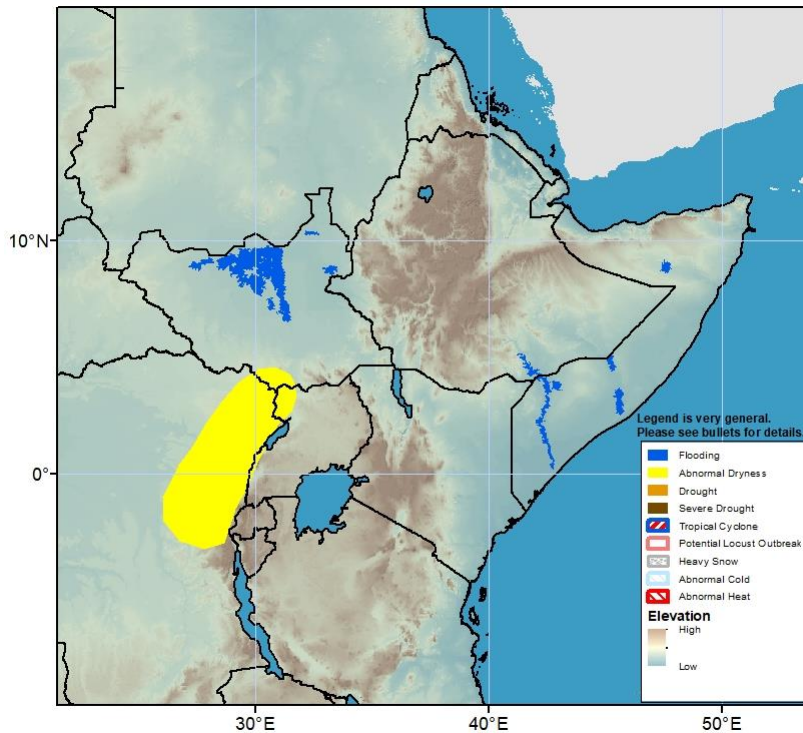 10°N
0°
Legend is very general.
Please see bullets for details.
Flooding
Abnormal Dryness
Drought
Severe Drought
Tropical Cyclone
Potential Locust Outbreak
Heavy Snow
Abnormal Cold
Abnormal Heat
Elevation
High
Low
30°E
40°E
50°E